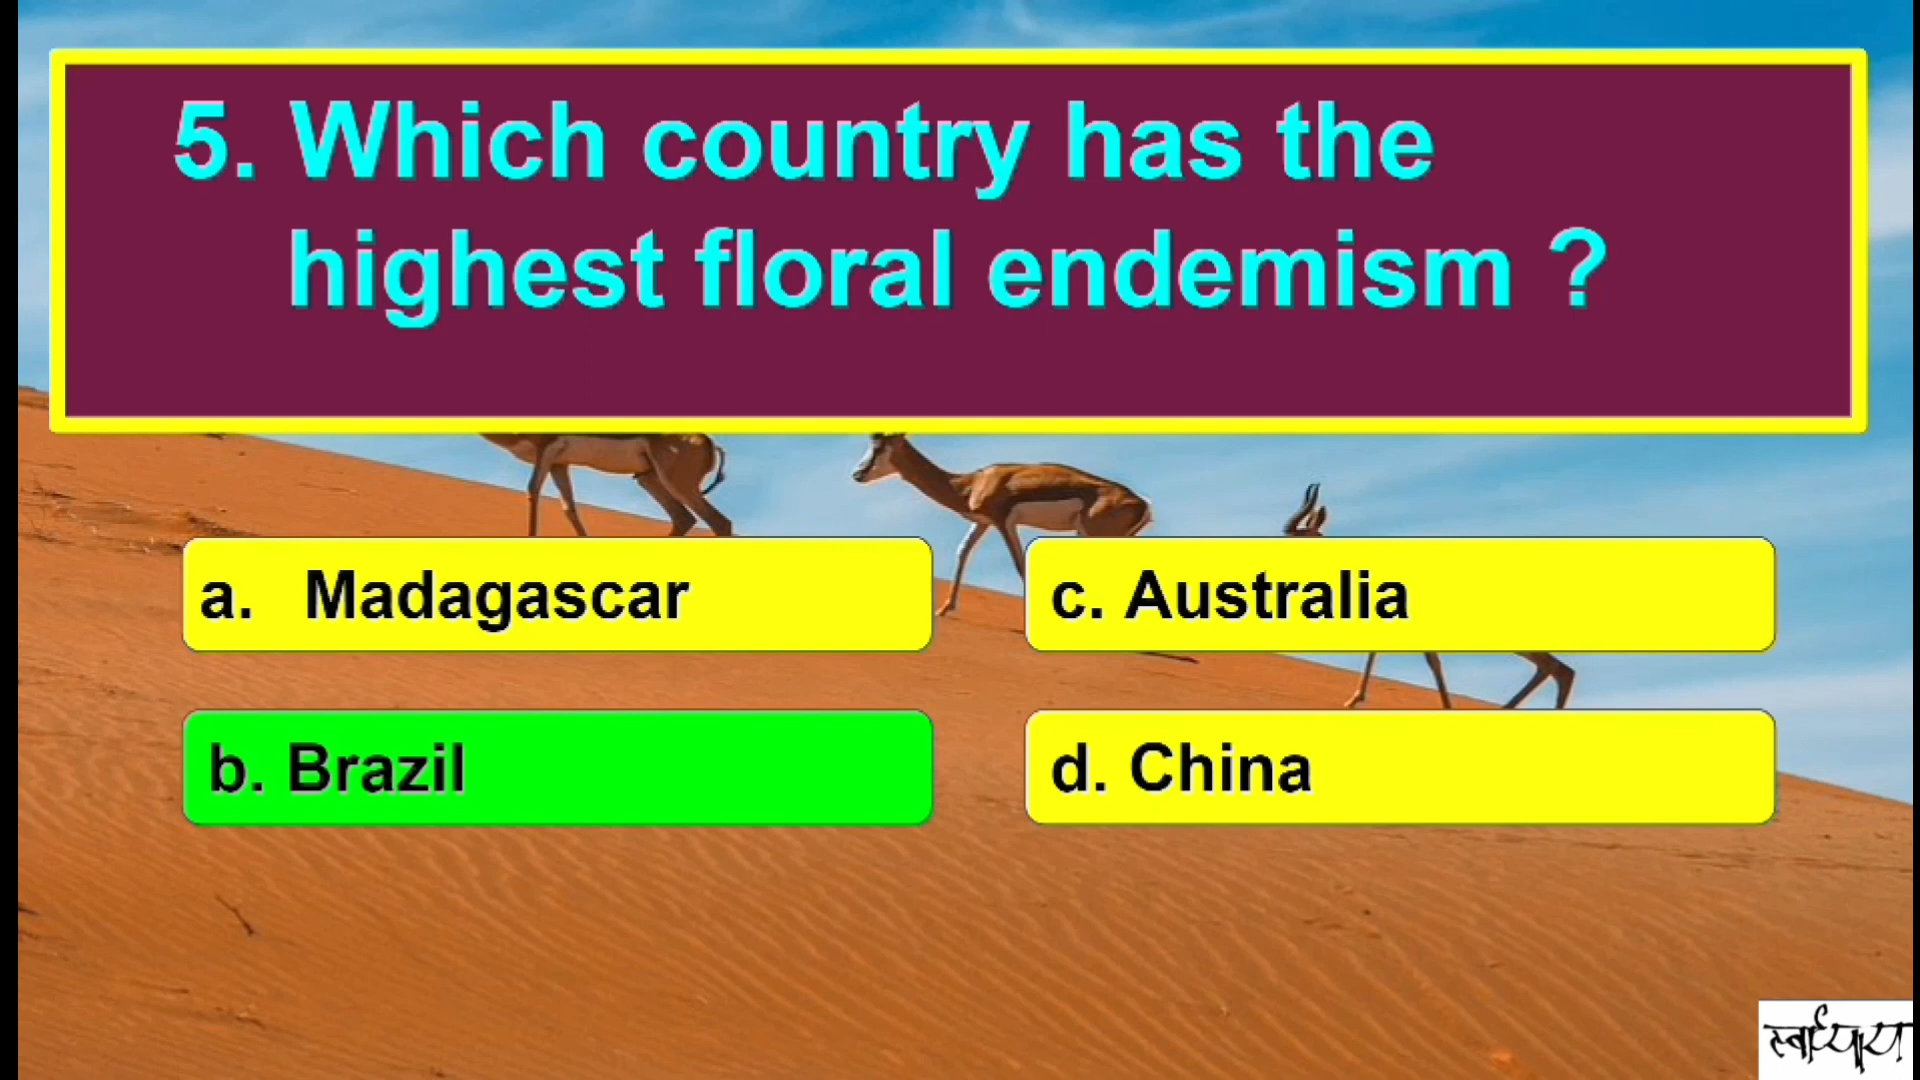 5. Which country has the
highest floral endemism ?
a. Madagascar
c. Australia
b. Brazil
d. China
स्वाध्याय